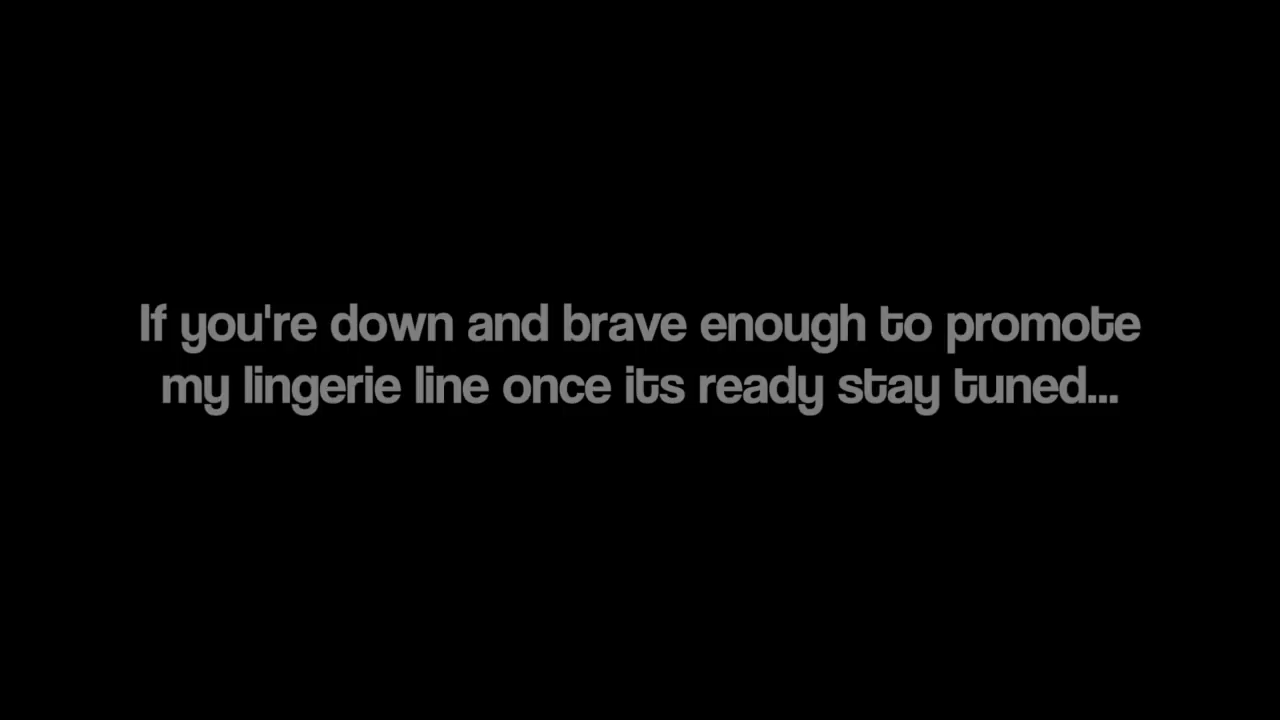 If you're down and brave enough to promote
my lingerie line once its ready stay tuned...